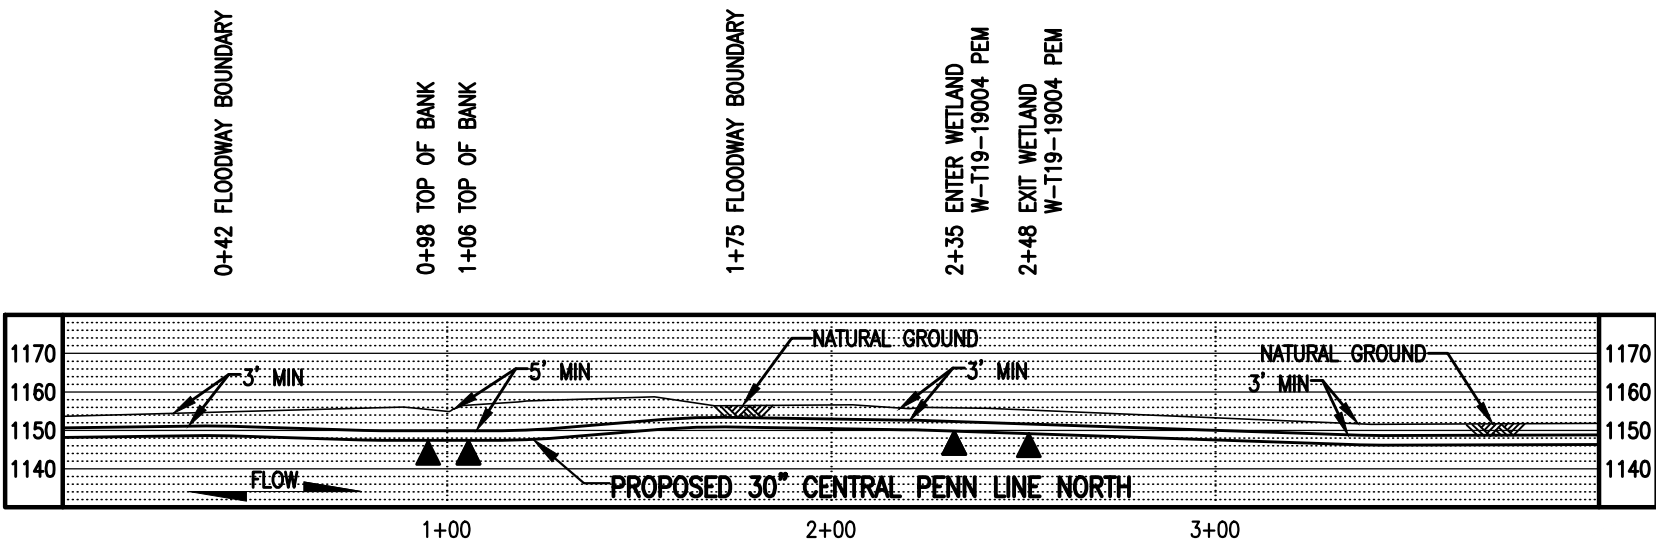 0+42 FLOODWAY BOUNDARY
0+98 TOP OF BANK
1+06 TOP OF BANK
1+75 FLOODWAY BOUNDARY
2+35 ENTER WETLAND
W-T19-19004 PEM
2+48 EXIT WETLAND
W-T19-19004 PEM
1170
1160
1150
1140
NATURAL GROUND
NATURAL GROUND
3' MIN
5' MIN
3' MIN
3' MIN
FLOW
PROPOSED 30" CENTRAL PENN LINE NORTH
1170
1160
1150
1140
1+00
2+00
3+00